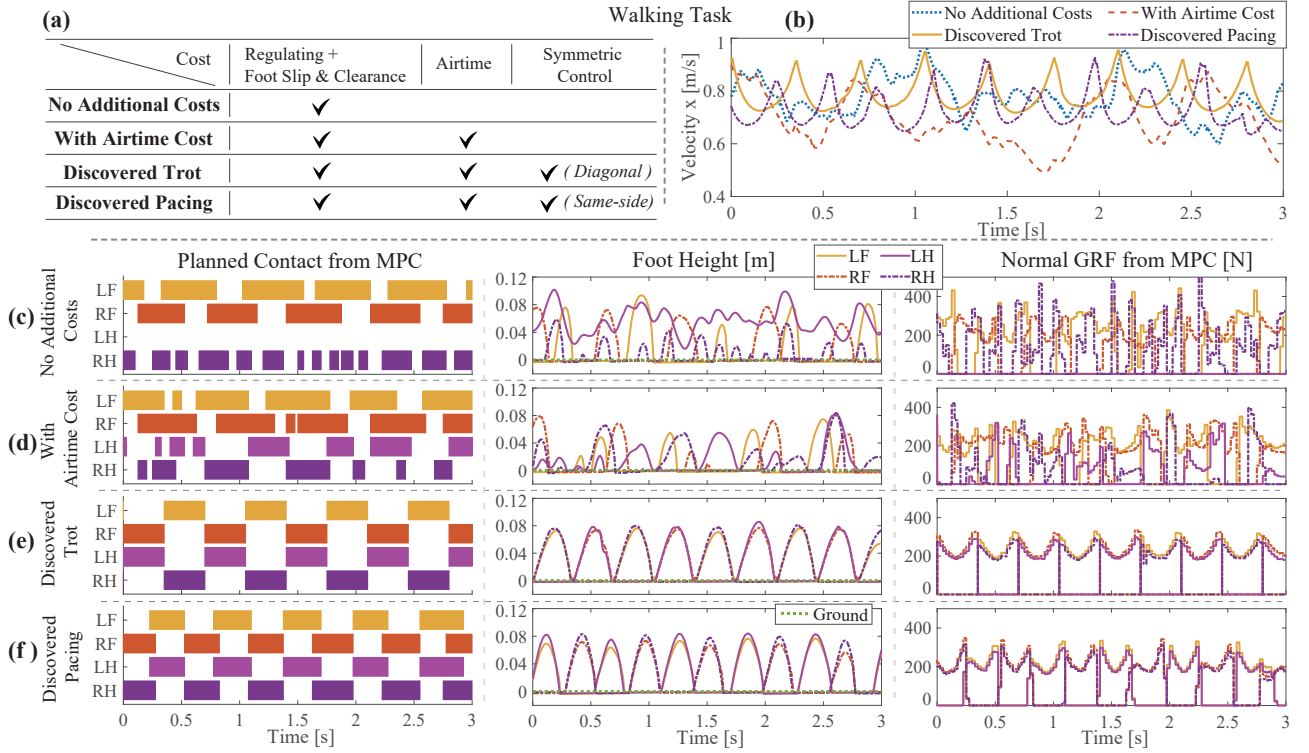 (a)
Walking Task
(b)
Cost
Regulating +
Foot Slip & Clearance
Airtime
Symmetric
Control
No Additional Costs
With Airtime Cost
Discovered Trot
(Diagonal)
Discovered Pacing
(Same-side)
No Additional Costs
With Airtime Cost
Discovered Trot
Discovered Pacing
Velocity x [m/s]
1
0.8
0.6
0.4
0
0.5
1
1.5
2
2.5
3
Time [s]
Planned Contact from MPC
Foot Height [m]
LF
LH
RF
RH
Normal GRF from MPC [N]
(c)
No Additional
Costs
LF
RF
LH
RH
0.12
0.08
0.04
0
400
200
0
(d)
With
Airtime Cost
LF
RF
LH
RH
0.12
0.08
0.04
0
400
200
0
(e)
Discovered
Trot
LF
RF
LH
RH
0.12
0.08
0.04
0
400
200
0
(f)
Discovered
Pacing
LF
RF
LH
RH
0.12
0.08
0.04
0
Ground
400
200
0
0
0.5
1
1.5
2
2.5
3
Time [s]
0
0.5
1
1.5
2
2.5
3
Time [s]
0
0.5
1
1.5
2
2.5
3
Time [s]